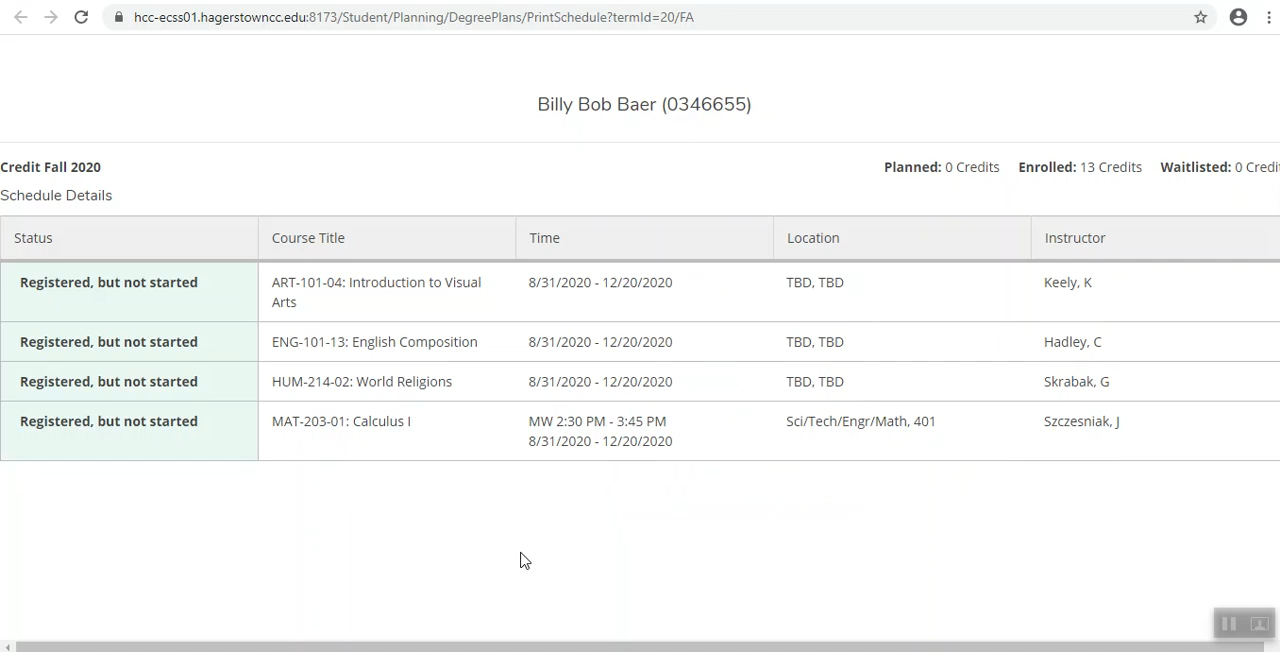 hcc-ecss01.hagerstowncc.edu:8173/Student/Planning/DegreePlans/PrintSchedule?termId=20/FA
Billy Bob Baer (0346655)
Credit Fall 2020
Planned: 0 Credits Enrolled: 13 Credits Waitlisted: 0 Credi
Schedule Details
Status Course Title Time Location Instructor
Registered, but not started ART-101-04: Introduction to Visual 8/31/2020 - 12/20/2020 TBD, TBD Keely, K
Arts
Registered, but not started ENG-101-13: English Composition 8/31/2020 - 12/20/2020 TBD, TBD Hadley, C
Registered, but not started HUM-214-02: World Religions 8/31/2020 - 12/20/2020 TBD, TBD Skrabak, G
Registered, but not started MAT-203-01: Calculus I MW 2:30 PM - 3:45 PM Sci/Tech/Engr/Math, 401 Szczesniak, J
8/31/2020 - 12/20/2020